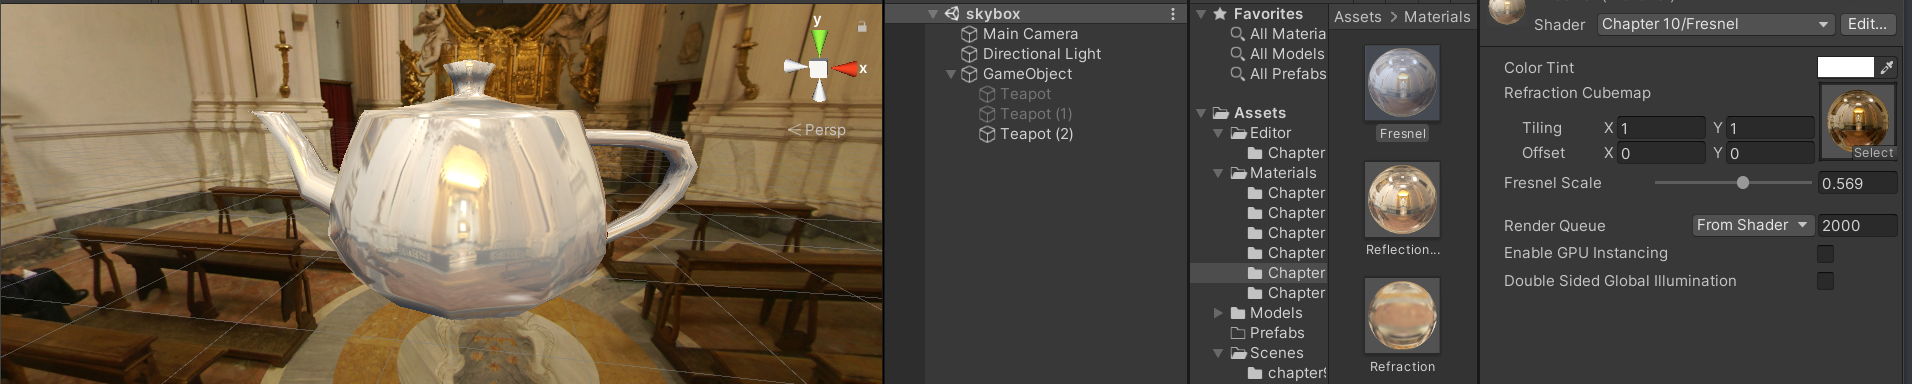 y
x
Persp
skybox
Main Camera
Directional Light
GameObject
Teapot
Teapot (1)
Teapot (2)
Favorites
All Materia
All Models
All Prefabs
Assets
Editor
Chapter
Materials
Chapter
Chapter
Chapter
Chapter
Chapter
Chapter
Models
Prefabs
Scenes
chapter9
Assets > Materials
Fresnel
Reflection...
Refraction
Shader Chapter 10/Fresnel Edit...
Color Tint
Refraction Cubemap
Tiling X 1 Y 1
Offset X 0 Y 0
Select
Fresnel Scale 0.569
Render Queue From Shader 2000
Enable GPU Instancing
Double Sided Global Illumination